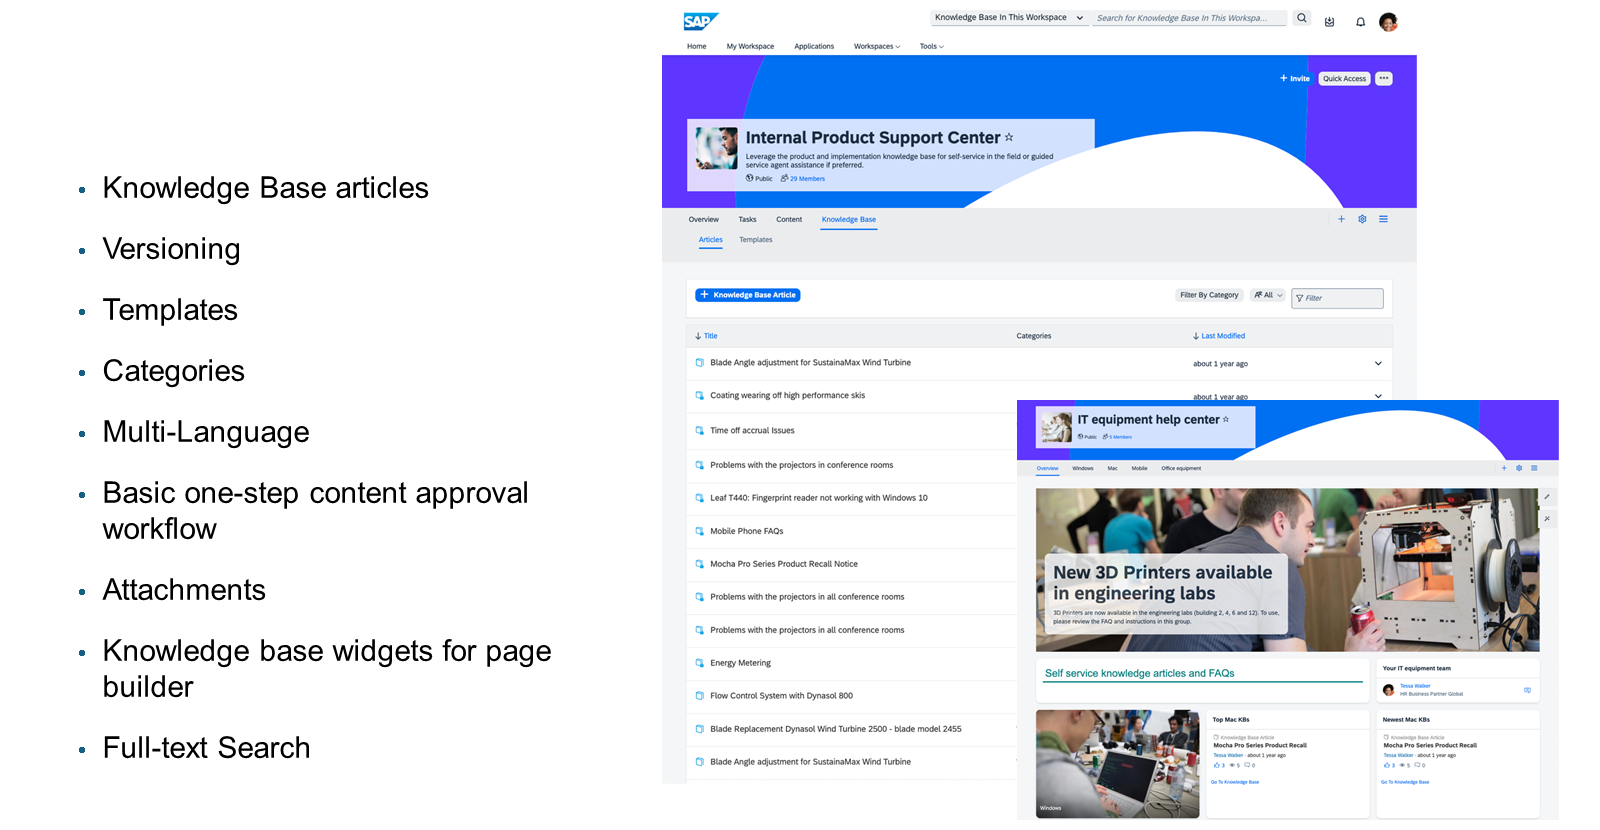 Knowledge Base articles
Versioning
Templates
Categories
Multi-Language
Basic one-step content approval
workflow
Attachments
Knowledge base widgets for page
builder
Full-text Search
SAP
Knowledge Base In This Workspace
Search for Knowledge Base In This Workspa...
Home My Workspace Applications Workspaces Tools
+ Invite Quick Access •••
Internal Product Support Center
Leverage the product and implementation knowledge base for self-service in the field or guided
service agent assistance if preferred.
Public 29 Members
Overview Tasks Content Knowledge Base
Articles Templates
+ Knowledge Base Article Filter By Category All Filter
Title Categories Last Modified
Blade Angle adjustment for SustainaMax Wind Turbine about 1 year ago
Coating wearing off high performance skis about 1 year ago
Time off accrual Issues
Problems with the projectors in conference rooms
Leaf T440: Fingerprint reader not working with Windows 10
Mobile Phone FAQs
Mocha Pro Series Product Recall Notice
Problems with the projectors in all conference rooms
Problems with the projectors in all conference rooms
Energy Metering
Flow Control System with Dynasol 800
Blade Replacement Dynasol Wind Turbine 2500 - blade model 2455
Blade Angle adjustment for SustainaMax Wind Turbine
IT equipment help center
Public 5 Members
Overview Windows Mac Mobile Office equipment
New 3D Printers available
in engineering labs
3D Printers are now available in the engineering labs (building 2, 4, 6 and 12). To use,
please review the FAQ and instructions in this group.
Self service knowledge articles and FAQs
Your IT equipment team
Tessa Walker
HR Business Partner Global
Windows
Top Mac KBs
Knowledge Base Article
Mocha Pro Series Product Recall
Tessa Walker · about 1 year ago
3 5 0
Go To Knowledge Base
Newest Mac KBs
Knowledge Base Article
Mocha Pro Series Product Recall
Tessa Walker · about 1 year ago
3 5 0
Go To Knowledge Base